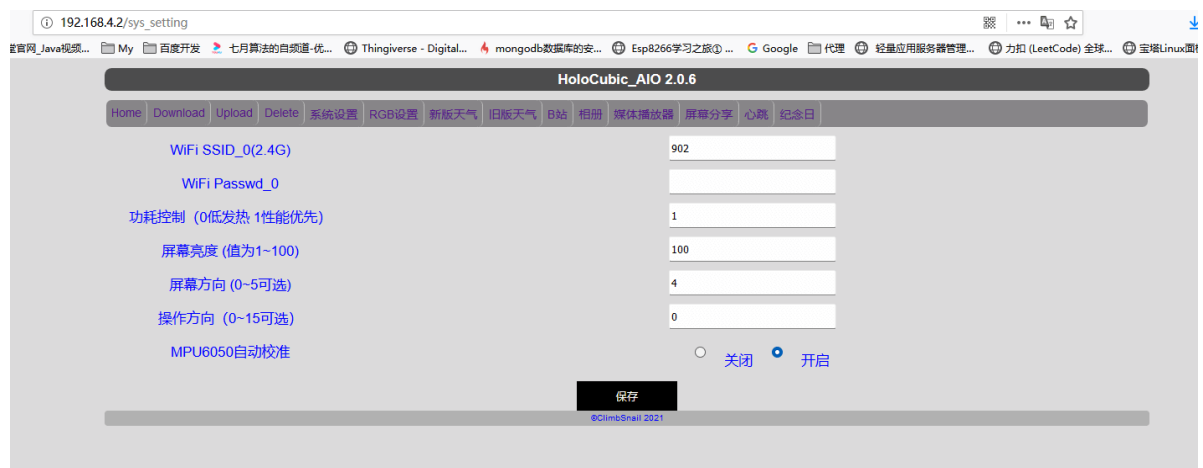 192.168.4.2/sys_setting
官网_Java视频... My 百度开发 七月算法的自频道-优... Thingiverse - Digital... mongodb数据库的安... Esp8266学习之旅① ... G Google 代理 轻量应用服务器管理... 力扣 (LeetCode) 全球... 宝塔Linux面
HoloCubic_AIO 2.0.6
Home Download Upload Delete 系统设置 RGB设置 新版天气 旧版天气 B站 相册 媒体播放器 屏幕分享 心跳 纪念日
WiFi SSID_0(2.4G) 902
WiFi Passwd_0
功耗控制（0低发热 1性能优先） 1
屏幕亮度 (值为1~100) 100
屏幕方向 (0~5可选) 4
操作方向（0~15可选） 0
MPU6050自动校准 关闭 开启
保存
©ClimbSnail 2021